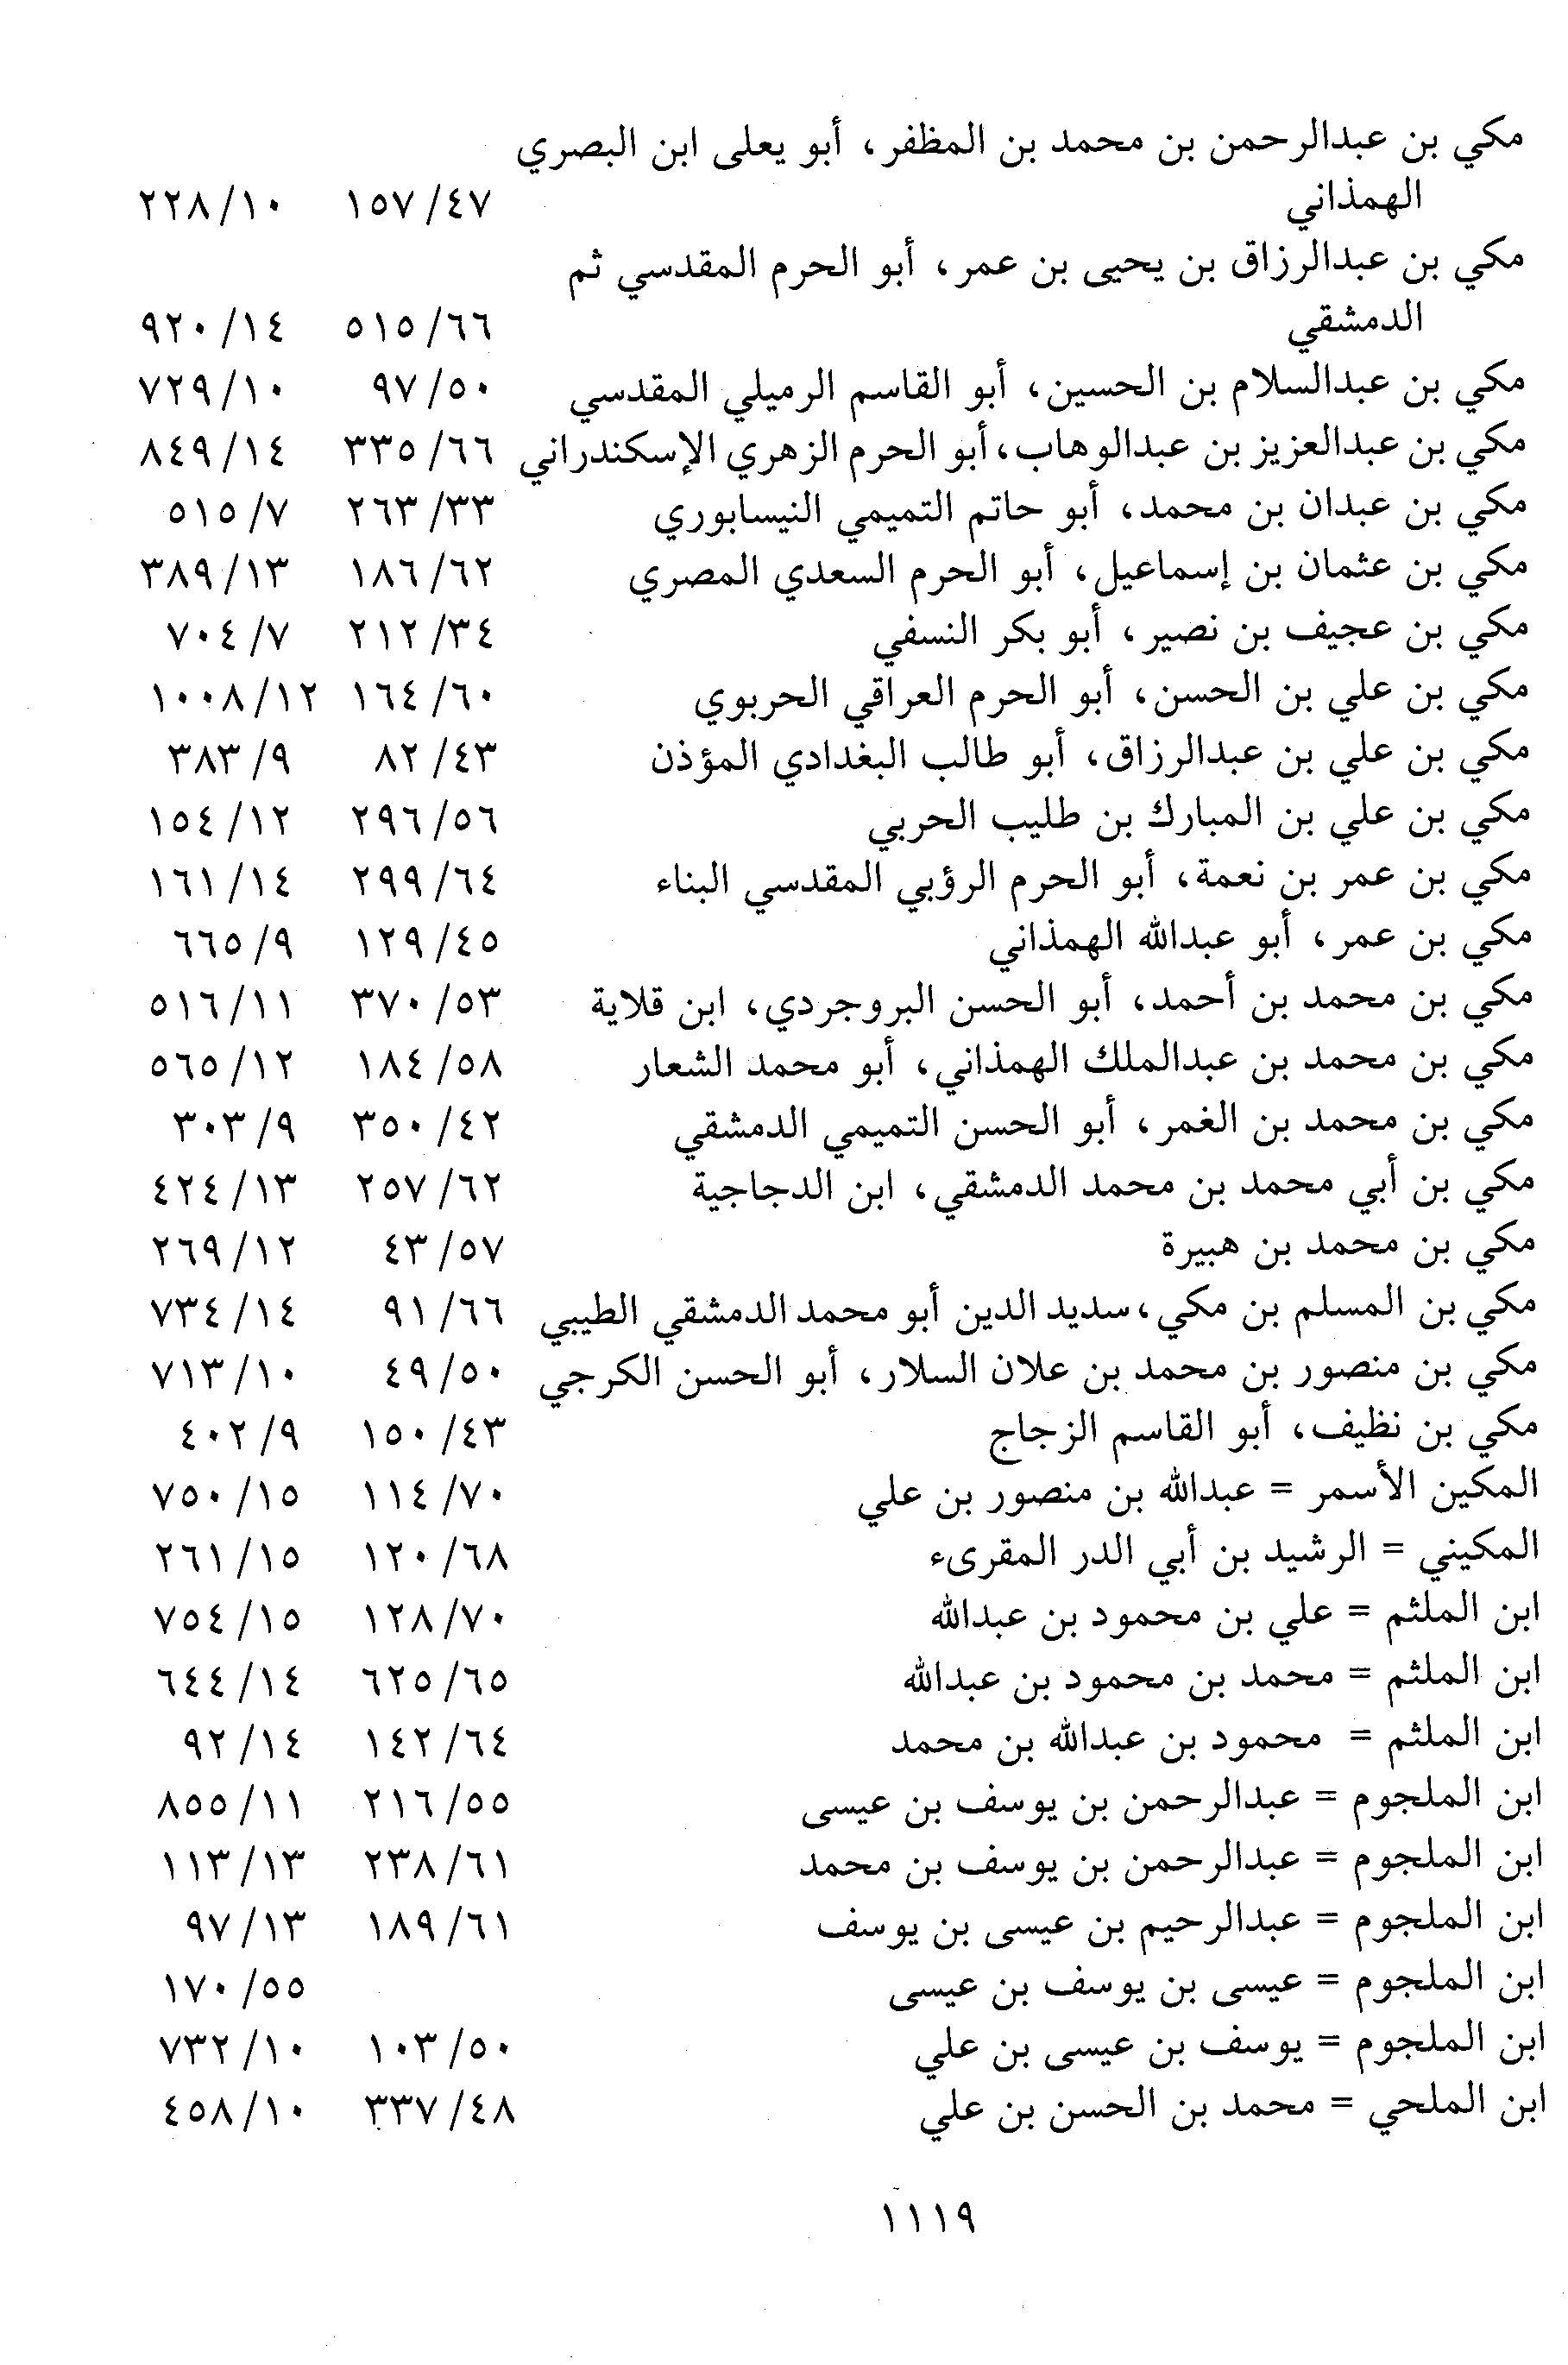 مكي بن عبدالرحمن بن محمد بن المظفر، أبو يعلى ابن البصري
الهمذاني ٤٧/ ١٥٧ ١٠/ ٢٢٨
مكي بن عبدالرزاق بن يحيى بن عمر، أبو الحرم المقدسي ثم
الدمشقي ٦٦/ ٥١٥ ١٤/ ٩٢٠
مكي بن عبدالسلام بن الحسين، أبو القاسم الرميلي المقدسي ٥٠/ ٩٧ ١٠/ ٧٢٩
مكي بن عبدالعزيز بن عبدالوهاب، أبو الحرم الزهري الإسكندراني ٦٦/ ٣٣٥ ١٤/ ٨٤٩
مكي بن عبدان بن محمد، أبو حاتم التميمي النيسابوري ٣٣/ ٢٦٣ ٧/ ٥١٥
مكي بن عثمان بن إسماعيل، أبو الحرم السعدي المصري ٦٢/ ١٨٦ ١٣/ ٣٨٩
مكي بن عجيف بن نصير، أبو بكر النسفي ٣٤/ ٢١٢ ٧/ ٧٠٤
مكي بن علي بن الحسن، أبو الحرم العراقي الحربوي ٦٠/ ١٦٤ ١٢/ ١٠٠٨
مكي بن علي بن عبدالرزاق، أبو طالب البغدادي المؤذن ٤٣/ ٨٢ ٩/ ٣٨٣
مكي بن علي بن المبارك بن طليب الحربي ٥٦/ ٢٩٦ ١٢/ ١٥٤
مكي بن عمر بن نعمة، أبو الحرم الرؤبي المقدسي البناء ٦٤/ ٢٩٩ ١٤/ ١٦١
مكي بن عمر، أبو عبدالله الهمذاني ٤٥/ ١٢٩ ٩/ ٦٦٥
مكي بن محمد بن أحمد، أبو الحسن البروجردي، ابن قلاية ٥٣/ ٣٧٠ ١١/ ٥١٦
مكي بن محمد بن عبدالملك الهمذاني، أبو محمد الشعار ٥٨/ ١٨٤ ١٢/ ٥٦٥
مكي بن محمد بن الغمر، أبو الحسن التميمي الدمشقي ٤٢/ ٣٥٠ ٩/ ٣٠٣
مكي بن أبي محمد بن محمد الدمشقي، ابن الدجاجية ٦٢/ ٢٥٧ ١٣/ ٤٢٤
مكي بن محمد بن هبيرة ٥٧/ ٤٣ ١٢/ ٢٦٩
مكي بن المسلم بن مكي، سديد الدين أبو محمد الدمشقي الطيبي ٦٦/ ٩١ ١٤/ ٧٣٤
مكي بن منصور بن محمد بن علان السلار، أبو الحسن الكرجي ٥٠/ ٤٩ ١٠/ ٧١٣
مكي بن نظيف، أبو القاسم الزجاج ٤٣/ ١٥٠ ٩/ ٤٠٢
المكين الأسمر = عبدالله بن منصور بن علي ٧٠/ ١١٤ ١٥/ ٧٥٠
المكيني = الرشيد بن أبي الدر المقرىء ٦٨/ ١٢٠ ١٥/ ٢٦١
ابن الملثم = علي بن محمود بن عبدالله ٧٠/ ١٢٨ ١٥/ ٧٥٤
ابن الملثم = محمد بن محمود بن عبدالله ٦٥/ ٦٢٥ ١٤/ ٦٤٤
ابن الملثم = محمود بن عبدالله بن محمد ٦٤/ ١٤٢ ١٤/ ٩٢
ابن الملجوم = عبدالرحمن بن يوسف بن عيسى ٥٥/ ٢١٦ ١١/ ٨٥٥
ابن الملجوم = عبدالرحمن بن يوسف بن محمد ٦١/ ٢٣٨ ١٣/ ١١٣
ابن الملجوم = عبدالرحيم بن عيسى بن يوسف ٦١/ ١٨٩ ١٣/ ٩٧
ابن الملجوم = عيسى بن يوسف بن عيسى ٥٥/ ١٧٠
ابن الملجوم = يوسف بن عيسى بن علي ٥٠/ ١٠٣ ١٠/ ٧٣٢
ابن الملحي = محمد بن الحسن بن علي ٤٨/ ٣٣٧ ١٠/ ٤٥٨
١١١٩